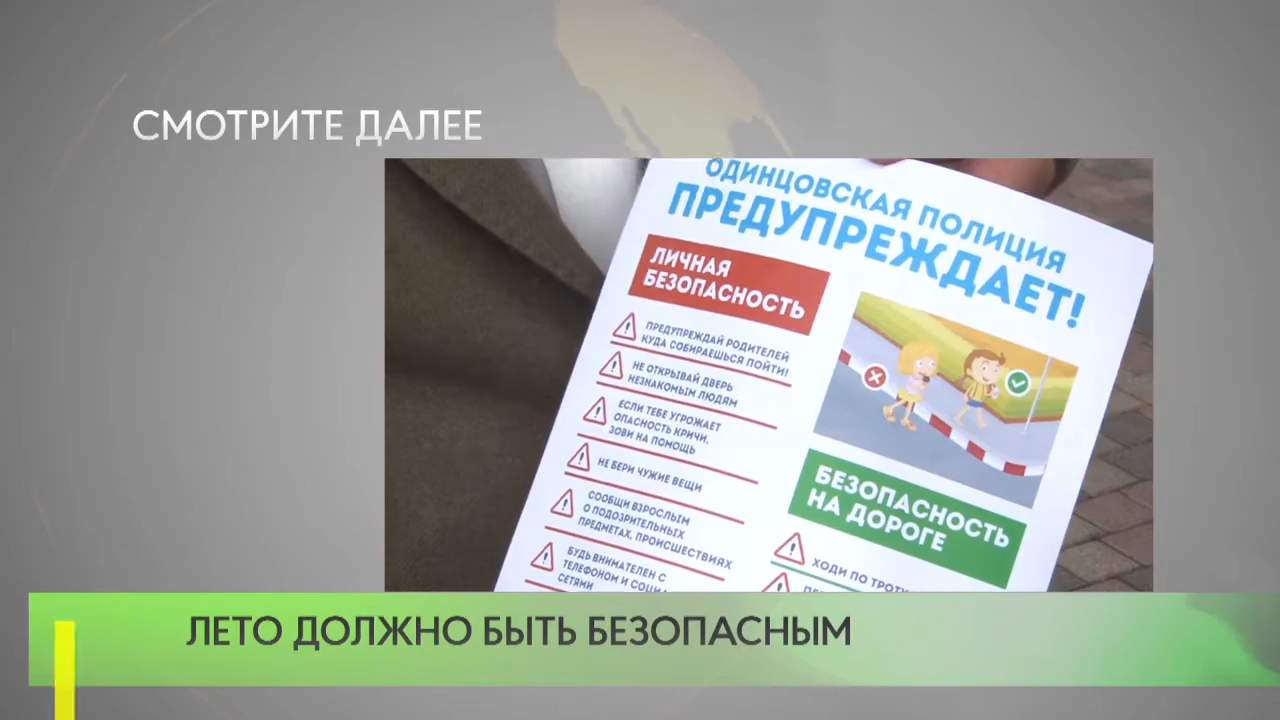 СМОТРИТЕ ДАЛЕЕ
ОДИНЦОВСКАЯ ПОЛИЦИЯ
ПРЕДУПРЕЖДАЕТ!
ЛИЧНАЯ
БЕЗОПАСНОСТЬ
ПРЕДУПРЕЖДАЙ РОДИТЕЛЕЙ
КУДА СОБИРАЕШЬСЯ ПОЙТИ!
НЕ ОТКРЫВАЙ ДВЕРЬ
НЕЗНАКОМЫМ ЛЮДЯМ
ЕСЛИ ТЕБЕ УГРОЖАЕТ
ОПАСНОСТЬ КРИЧИ,
ЗОВИ НА ПОМОЩЬ
НЕ БЕРИ ЧУЖИЕ ВЕЩИ
СООБЩИ ВЗРОСЛЫМ
О ПОДОЗРИТЕЛЬНЫХ
ПРЕДМЕТАХ, ПРОИСШЕСТВИЯХ
БУДЬ ВНИМАТЕЛЕН С
ТЕЛЕФОНОМ И
СЕТЯМИ
БЕЗОПАСНОСТЬ
НА ДОРОГЕ
ХОДИ ПО
ЛЕТО ДОЛЖНО БЫТЬ БЕЗОПАСНЫМ